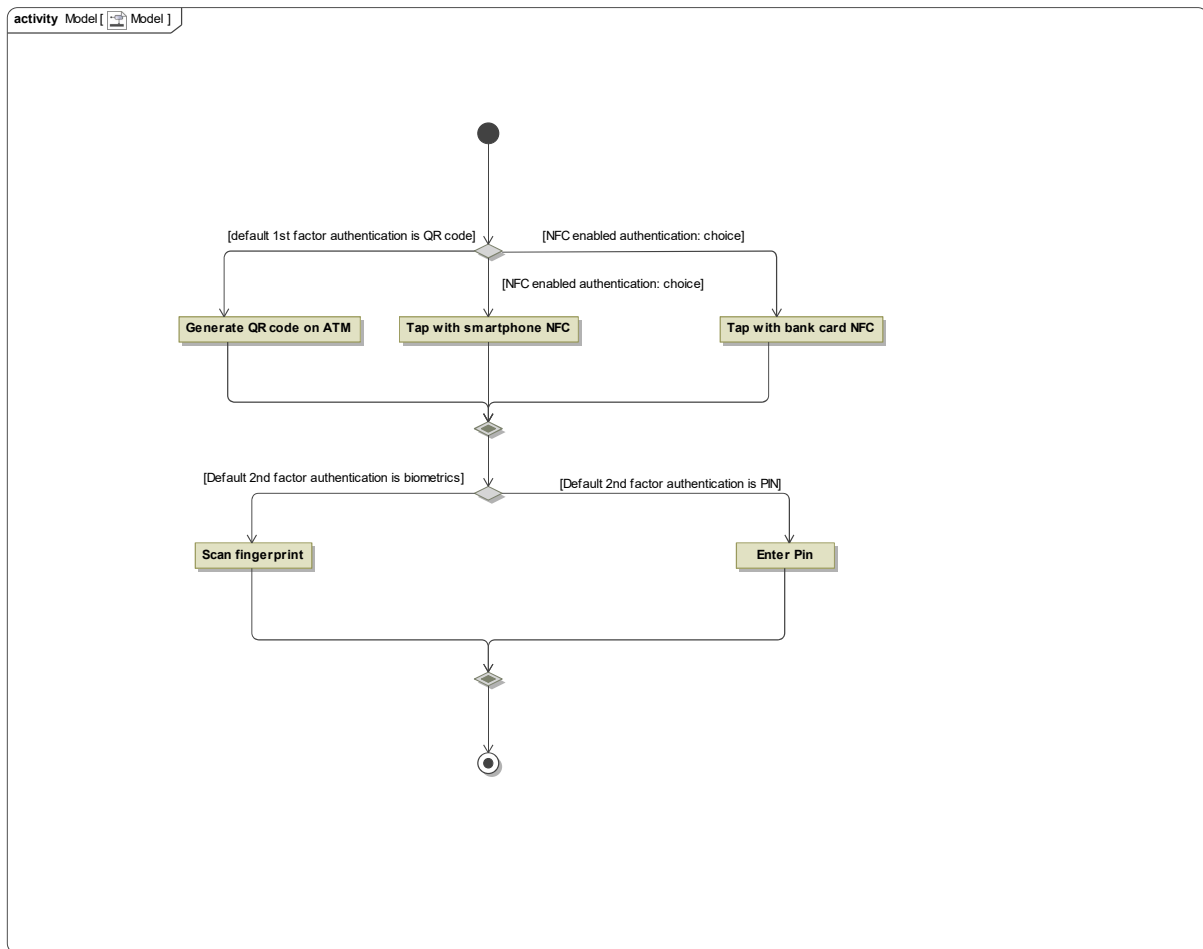 activity Model [ Model ]
[default 1st factor authentication is QR code]
[NFC enabled authentication: choice]
[NFC enabled authentication: choice]
Generate QR code on ATM
Tap with smartphone NFC
Tap with bank card NFC
[Default 2nd factor authentication is biometrics]
[Default 2nd factor authentication is PIN]
Scan fingerprint
Enter Pin